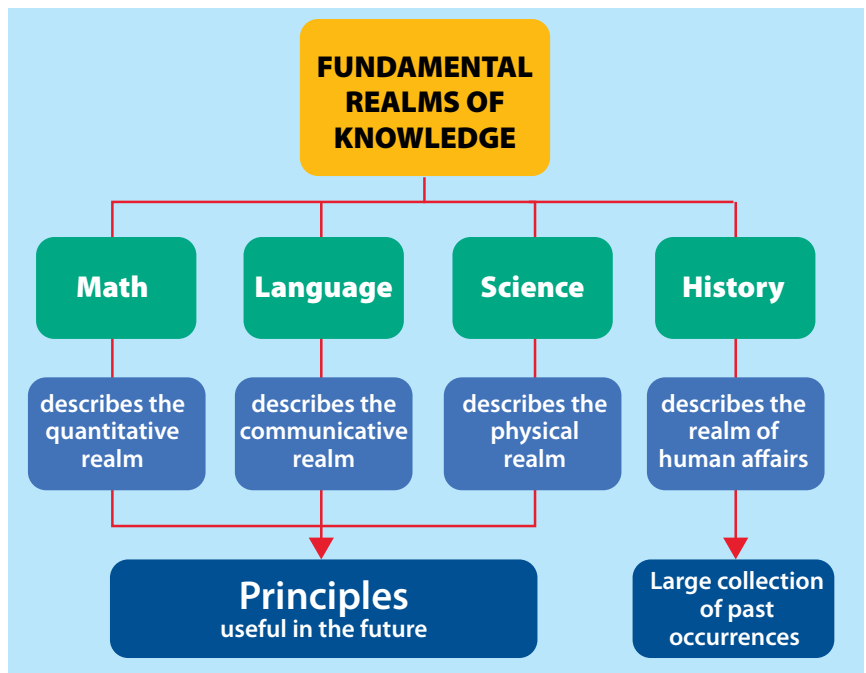 FUNDAMENTAL
REALMS OF
KNOWLEDGE
Math
Language
Science
History
describes the
quantitative
realm
describes the
communicative
realm
describes the
physical
realm
describes the
realm of
human affairs
Principles
useful in the future
Large collection
of past
occurrences